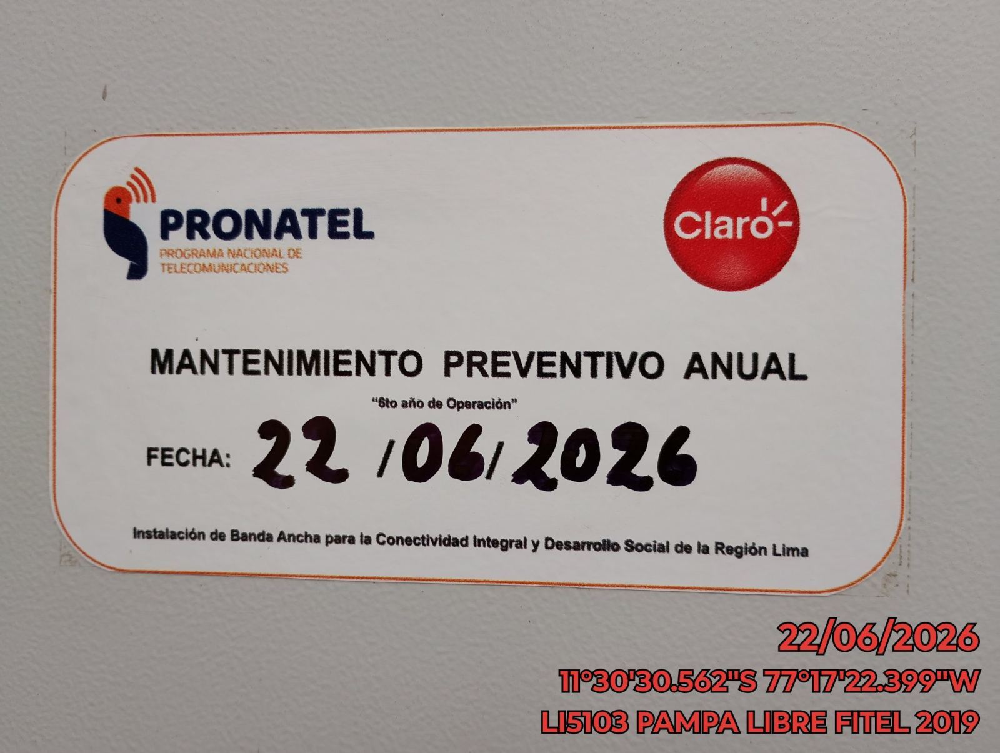 PRONATEL
PROGRAMA NACIONAL DE
TELECOMUNICACIONES
Claro
MANTENIMIENTO PREVENTIVO ANUAL
"6to año de Operación"
FECHA: 22/06/2026
Instalación de Banda Ancha para la Conectividad Integral y Desarrollo Social de la Región Lima
22/06/2026
11°30'30.562"S 77°17'22.399"W
LI5103 PAMPA LIBRE FITEL 2019